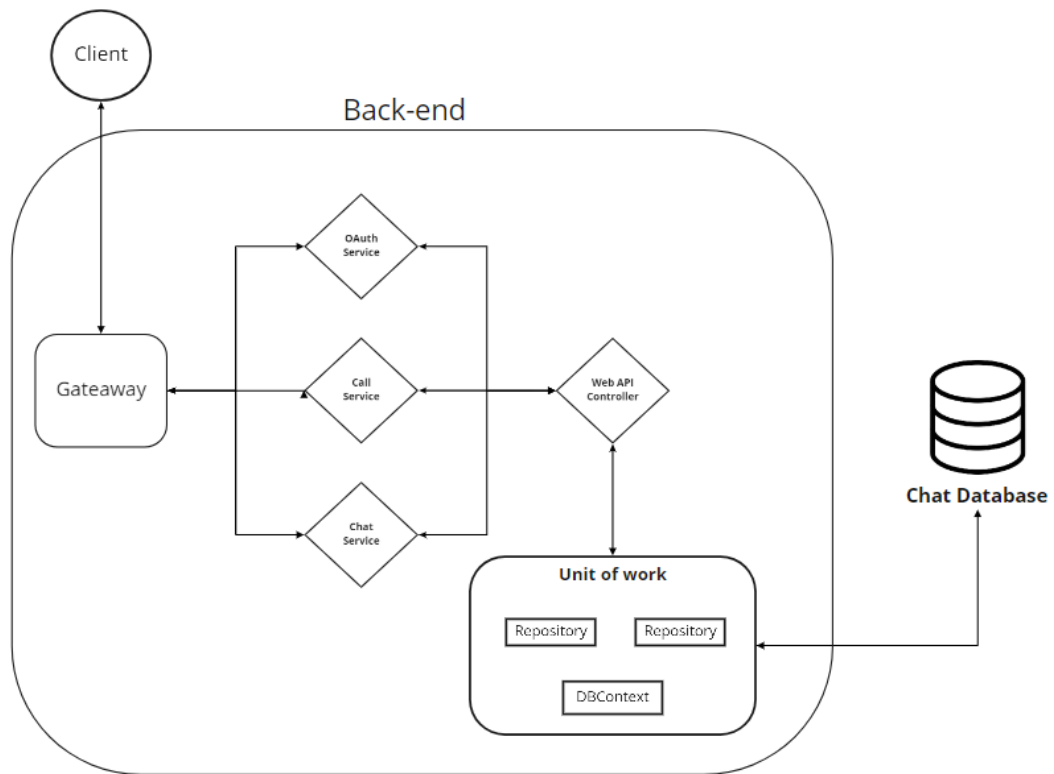 Client
Back-end
OAuth
Service
Gateaway
Call
Service
Web API
Controller
Chat
Service
Chat Database
Unit of work
Repository
Repository
DBContext